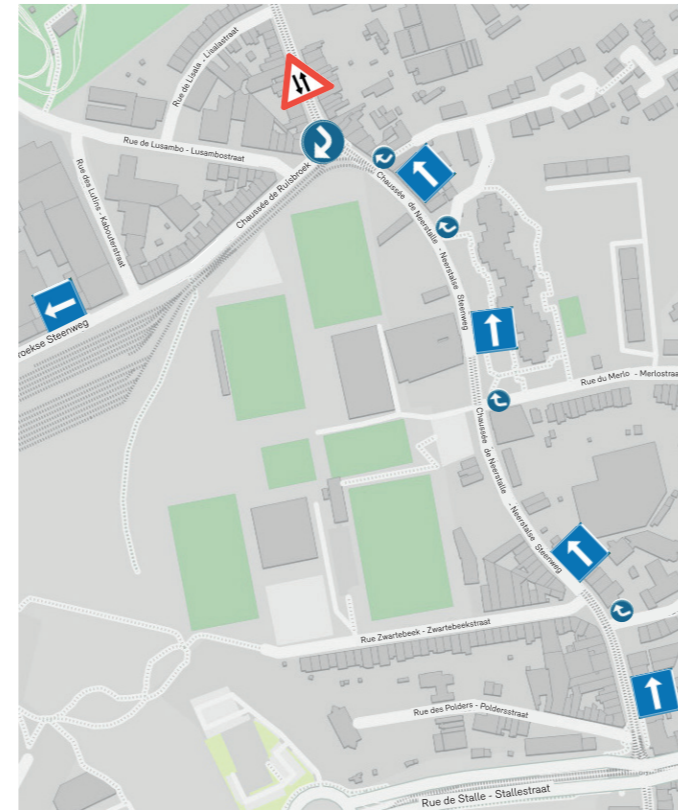 Rue de Lisala - Lisalastraat
Rue de Lusambo - Lusambostraat
Rue des Lutins - Kabouterstraat
Chaussée de Ruisbroek
Chaussée de Neerstalle - Neerstalse Steenweg
roekse Steenweg
Rue du Merlo - Merlostraa
Chaussée de Neerstalle - Neerstalse Steenweg
Rue Zwartebeek - Zwartebeekstraat
Rue des Polders - Poldersstraat
Rue de Stalle - Stallestraat